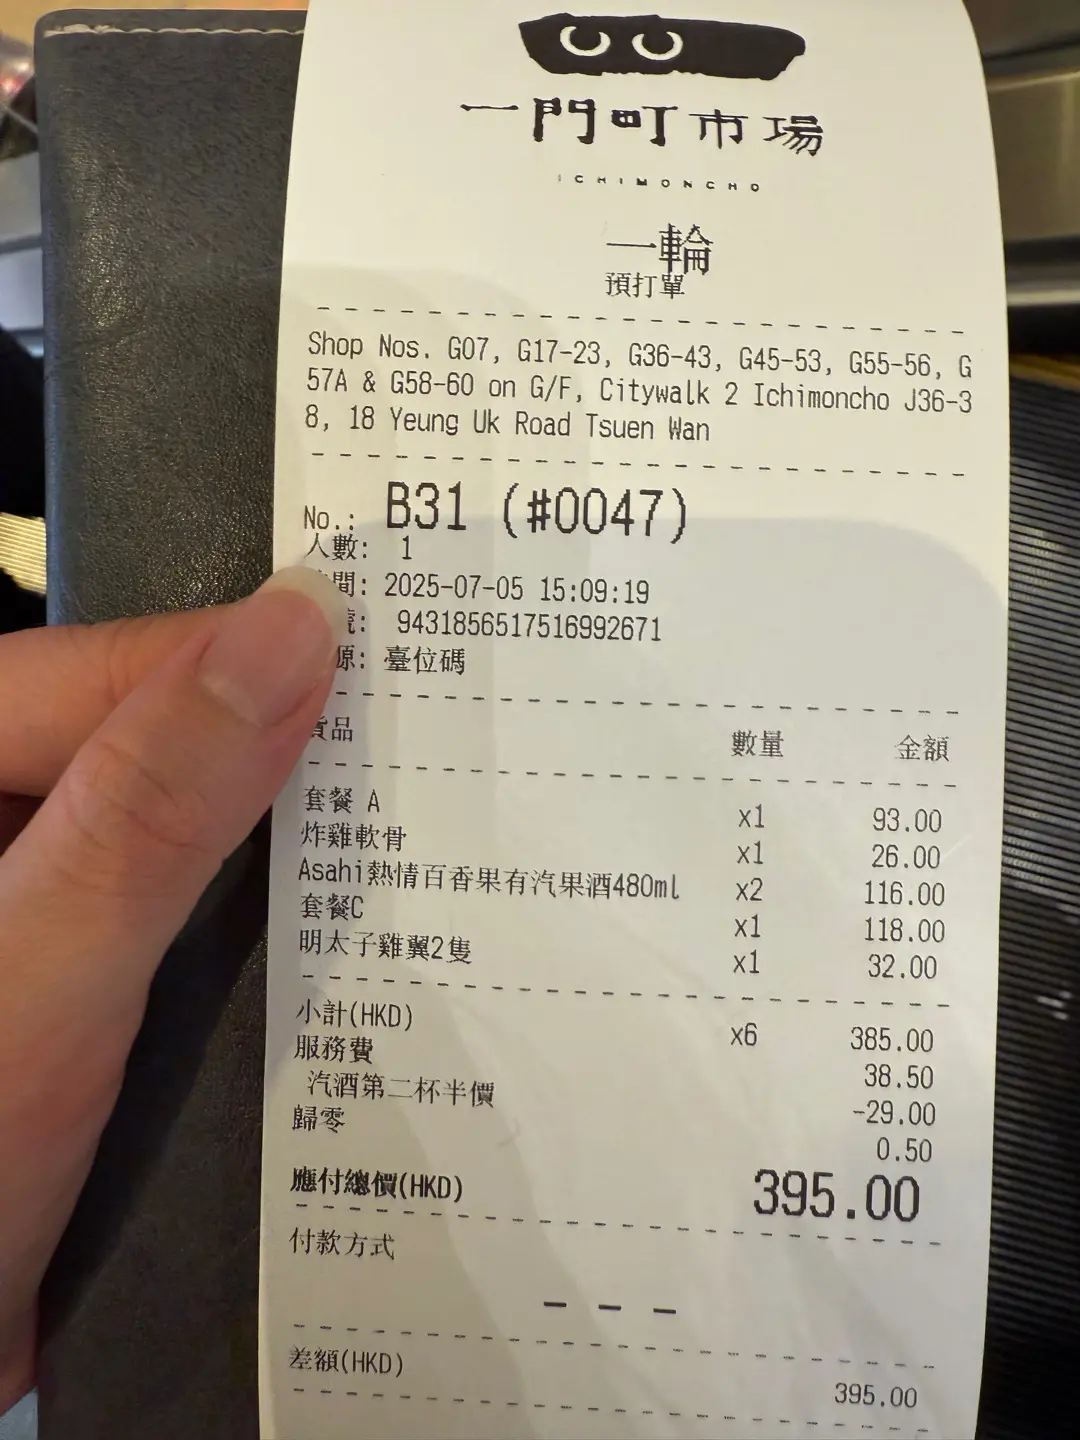 一門町市場
ICHIMONCHO
一輪
預打單
Shop Nos. G07, G17-23, G36-43, G45-53, G55-56, G
57A & G58-60 on G/F, Citywalk 2 Ichimoncho J36-3
8, 18 Yeung Uk Road Tsuen Wan
No.: B31 (#0047)
人數: 1
間: 2025-07-05 15:09:19
號: 9431856517516992671
源: 臺位碼
貨品 數量 金額
套餐 A x1 93.00
炸雞軟骨 x1 26.00
Asahi熱情百香果有汽果酒480ml x2 116.00
套餐C x1 118.00
明太子雞翼2隻 x1 32.00
小計(HKD) x6 385.00
服務費 38.50
汽酒第二杯半價 -29.00
歸零 0.50
應付總價(HKD) 395.00
付款方式
— — —
差額(HKD)
395.00